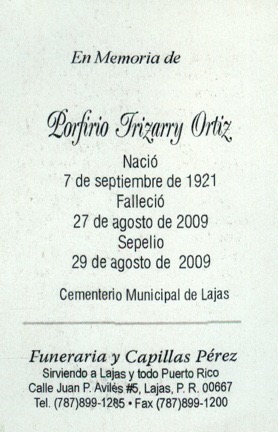 En Memoria de
Porfirio Irizarry Ortiz
Nació
7 de septiembre de 1921
Falleció
27 de agosto de 2009
Sepelio
29 de agosto de 2009
Cementerio Municipal de Lajas
Funeraria y Capillas Pérez
Sirviendo a Lajas y todo Puerto Rico
Calle Juan P. Avilés #5, Lajas, P. R. 00667
Tel. (787)899-1285 • Fax (787)899-1200